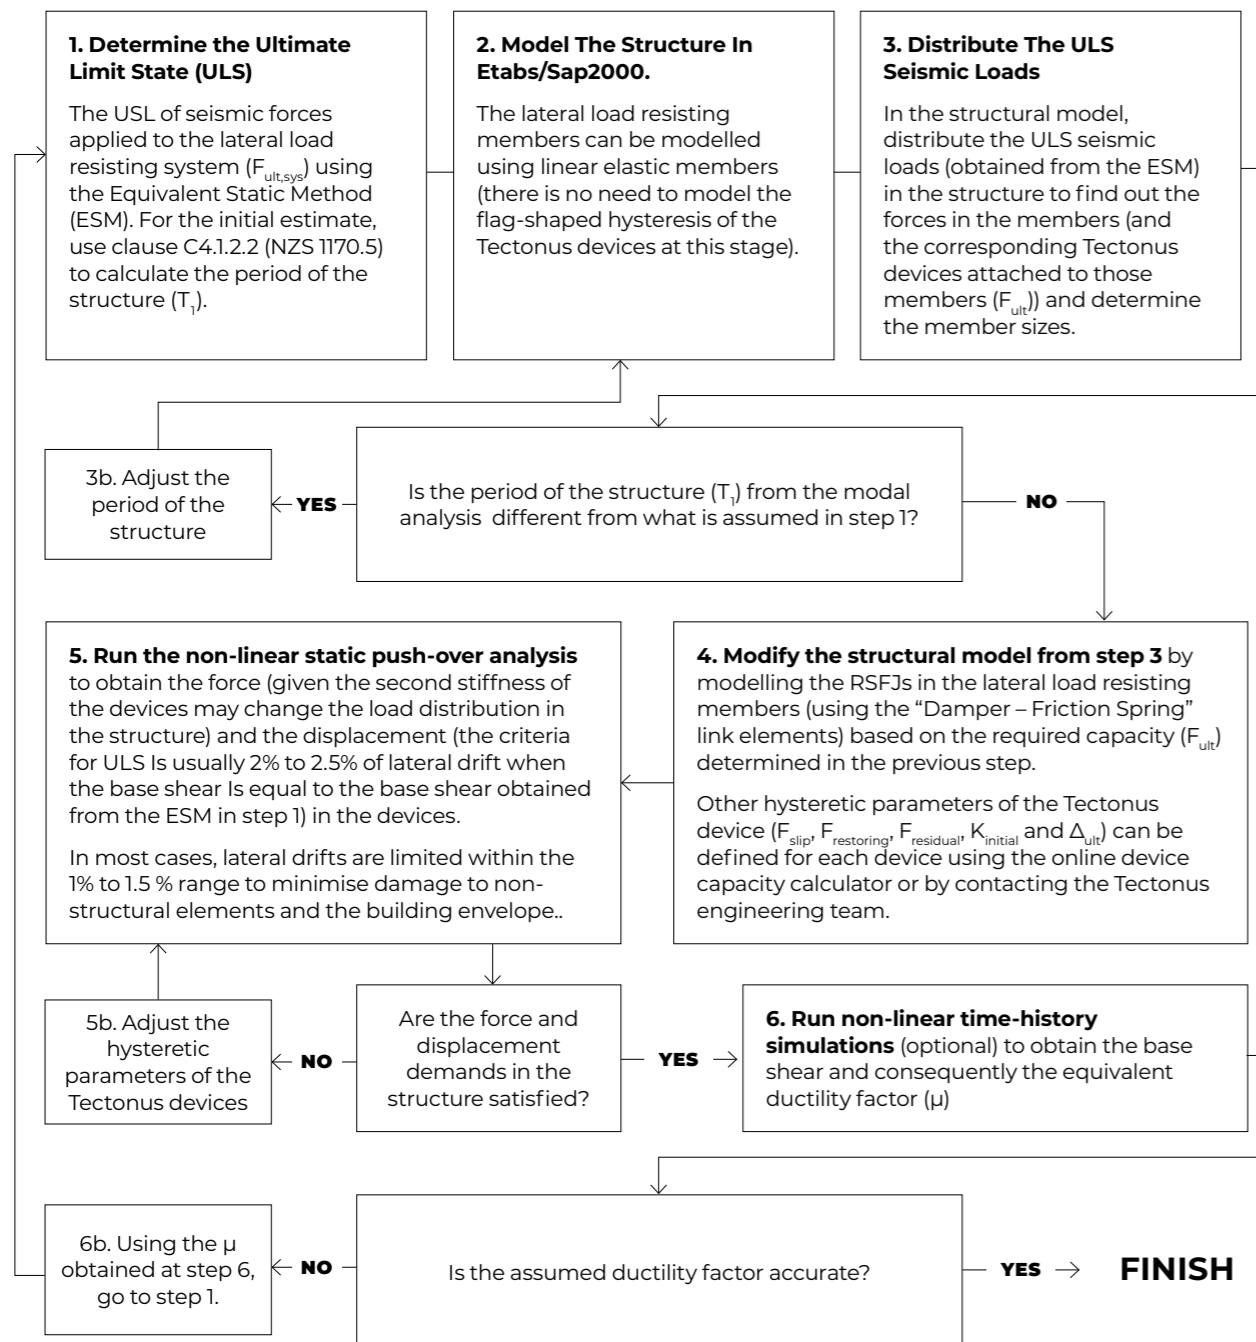 1. Determine the Ultimate
Limit State (ULS)
The USL of seismic forces
applied to the lateral load
resisting system (Fult,sys) using
the Equivalent Static Method
(ESM). For the initial estimate,
use clause C4.1.2.2 (NZS 1170.5)
to calculate the period of the
structure (T1).
2. Model The Structure In
Etabs/Sap2000.
The lateral load resisting
members can be modelled
using linear elastic members
(there is no need to model the
flag-shaped hysteresis of the
Tectonus devices at this stage).
3. Distribute The ULS
Seismic Loads
In the structural model,
distribute the ULS seismic
loads (obtained from the ESM)
in the structure to find out the
forces in the members (and
the corresponding Tectonus
devices attached to those
members (Fult)) and determine
the member sizes.
3b. Adjust the
period of the
structure
YES
Is the period of the structure (T1) from the modal
analysis different from what is assumed in step 1?
NO
5. Run the non-linear static push-over analysis
to obtain the force (given the second stiffness of
the devices may change the load distribution in
the structure) and the displacement (the criteria
for ULS Is usually 2% to 2.5% of lateral drift when
the base shear Is equal to the base shear obtained
from the ESM in step 1) in the devices.
In most cases, lateral drifts are limited within the
1% to 1.5 % range to minimise damage to non-
structural elements and the building envelope..
4. Modify the structural model from step 3 by
modelling the RSFJs in the lateral load resisting
members (using the “Damper – Friction Spring”
link elements) based on the required capacity (Fult)
determined in the previous step.
Other hysteretic parameters of the Tectonus
device (Fslip, Frestoring, Fresidual, Kinitial and Δult) can be
defined for each device using the online device
capacity calculator or by contacting the Tectonus
engineering team.
5b. Adjust the
hysteretic
parameters of the
Tectonus devices
NO
Are the force and
displacement
demands in the
structure satisfied?
YES
6. Run non-linear time-history
simulations (optional) to obtain the base
shear and consequently the equivalent
ductility factor (µ)
6b. Using the µ
obtained at step 6,
go to step 1.
NO
Is the assumed ductility factor accurate?
YES
FINISH